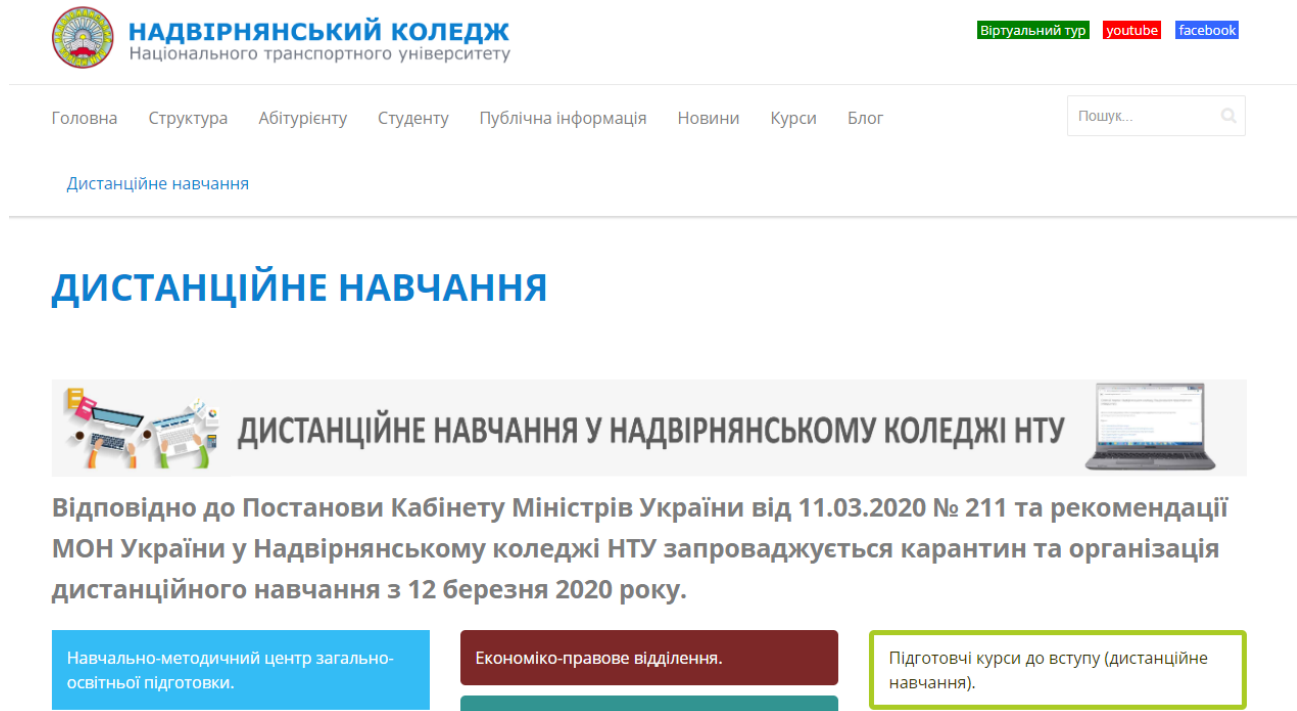 НАДВІРНЯНСЬКИЙ КОЛЕДЖ
Національного транспортного університету
Віртуальний тур youtube facebook
Головна Структура Абітурієнту Студенту Публічна інформація Новини Курси Блог
Пошук...
Дистанційне навчання
ДИСТАНЦІЙНЕ НАВЧАННЯ
ДИСТАНЦІЙНЕ НАВЧАННЯ У НАДВІРНЯНСЬКОМУ КОЛЕДЖІ НТУ
Відповідно до Постанови Кабінету Міністрів України від 11.03.2020 № 211 та рекомендації
МОН України у Надвірнянському коледжі НТУ запроваджується карантин та організація
дистанційного навчання з 12 березня 2020 року.
Навчально-методичний центр загально-
освітньої підготовки.
Економіко-правове відділення.
Підготовчі курси до вступу (дистанційне
навчання).